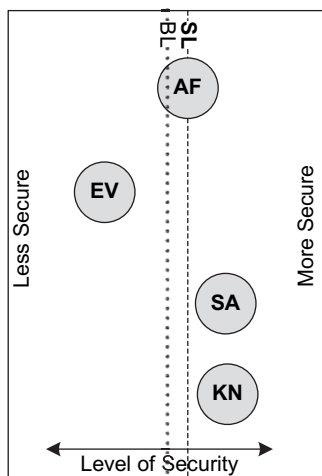 BL
SL
AF
EV
Less Secure
More Secure
SA
KN
Level of Security